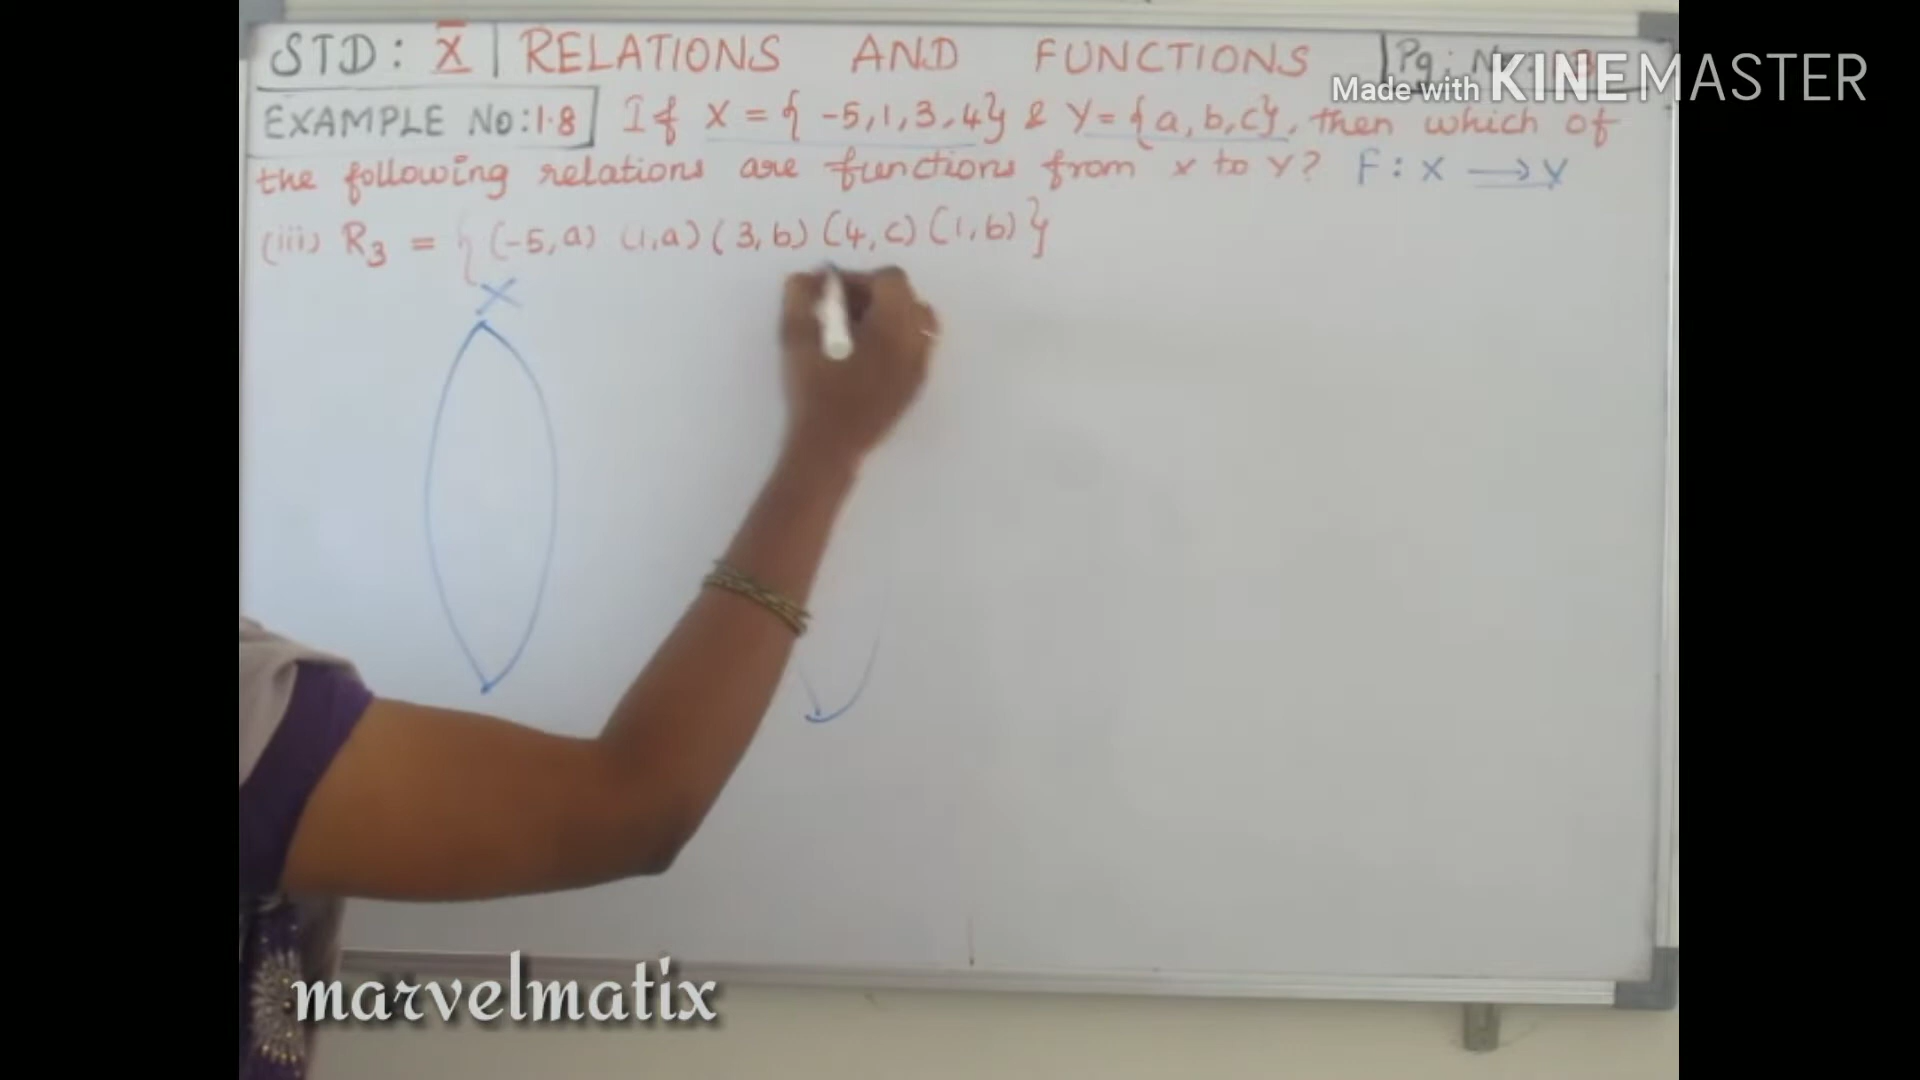 STD: X | RELATIONS AND FUNCTIONS | Pg:
Made with KINEMASTER
EXAMPLE No:1.8 If X = { -5,1,3,4} & Y= {a, b, c}, then which of
the following relations are functions from x to Y? F : X → Y
(iii) R3 = { (-5,a) (1,a) (3,b) (4,c) (1,b) }
X
marvelmatix